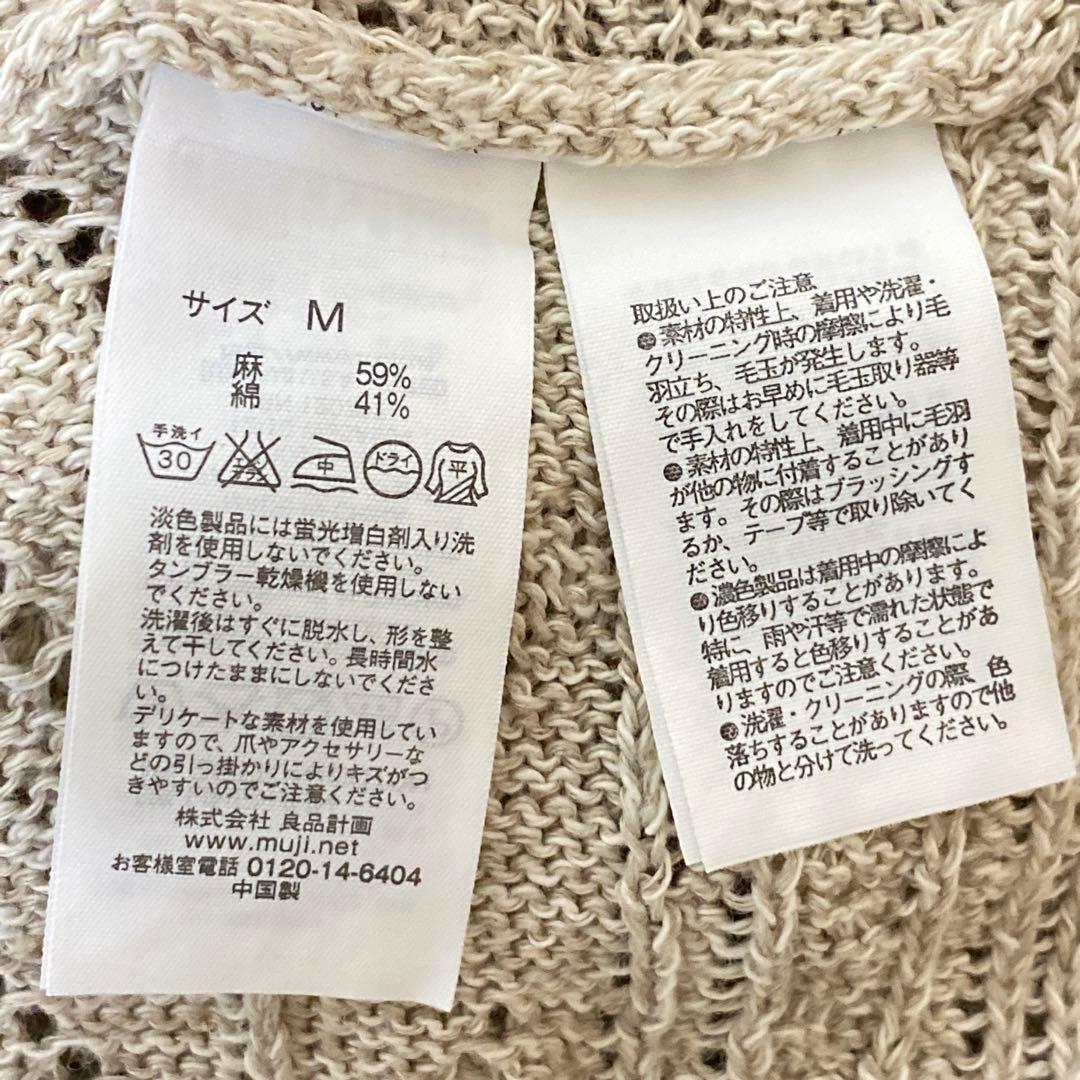 サイズ M
麻 59%
綿 41%
手洗イ
30
エンソ
サラシ
中
ドライ
平
淡色製品には蛍光増白剤入り洗
剤を使用しないでください。
タンブラー乾燥機を使用しない
でください。
洗濯後はすぐに脱水し、形を整
えて干してください。長時間水
につけたままにしないでくださ
い。
デリケートな素材を使用してい
ますので、爪やアクセサリーな
どの引っ掛かりによりキズがつ
きやすいのでご注意ください。
株式会社 良品計画
www.muji.net
お客様室電話 0120-14-6404
中国製
取扱い上のご注意
●素材の特性上、着用や洗濯・
クリーニング時の摩擦により毛
羽立ち、毛玉が発生します。
その際はお早めに毛玉取り器等
で手入れをしてください。
●素材の特性上、着用中に毛羽
が他の物に付着することがあり
ます。その際はブラッシングす
るか、テープ等で取り除いてく
ださい。
●濃色製品は着用中の摩擦によ
り色移りすることがあります。
特に、雨や汗等で濡れた状態で
着用すると色移りすることがあ
りますのでご注意ください。
●洗濯・クリーニングの際、色
落ちすることがありますので他
の物と分けて洗ってください。